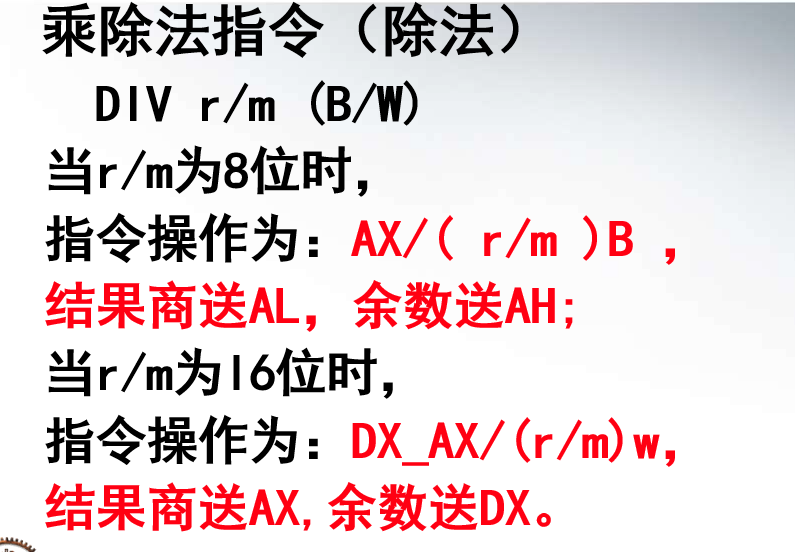 乘除法指令（除法）
DIV r/m (B/W)
当r/m为8位时，
指令操作为：AX/( r/m )B ，
结果商送AL，余数送AH;
当r/m为l6位时，
指令操作为：DX_AX/(r/m)w，
结果商送AX,余数送DX。